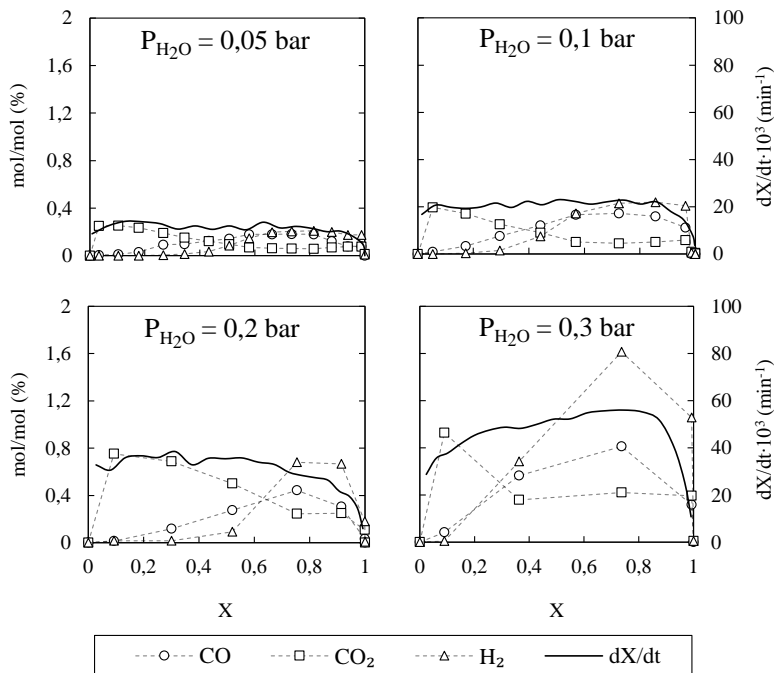 P_H2O = 0,05 bar
P_H2O = 0,1 bar
2
1,6
1,2
0,8
0,4
0
mol/mol (%)
100
80
60
40
20
0
dX/dt·10³ (min⁻¹)
P_H2O = 0,2 bar
P_H2O = 0,3 bar
2
1,6
1,2
0,8
0,4
0
mol/mol (%)
100
80
60
40
20
0
dX/dt·10³ (min⁻¹)
0 0,2 0,4 0,6 0,8 1
0 0,2 0,4 0,6 0,8 1
X
X
CO CO₂ H₂ dX/dt